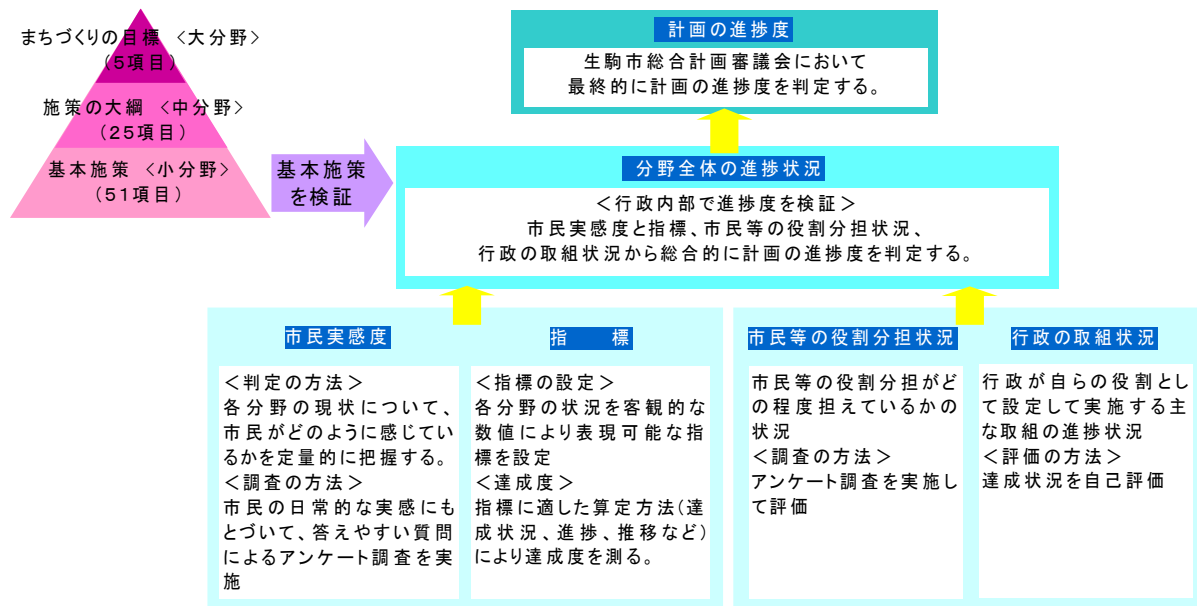 まちづくりの目標 <大分野>
(5項目)
施策の大綱 <中分野>
(25項目)
基本施策 <小分野>
(51項目)
基本施策
を検証
計画の進捗度
生駒市総合計画審議会において
最終的に計画の進捗度を判定する。
分野全体の進捗状況
<行政内部で進捗度を検証>
市民実感度と指標、市民等の役割分担状況、
行政の取組状況から総合的に計画の進捗度を判定する。
市民実感度
<判定の方法>
各分野の現状について、
市民がどのように感じてい
るかを定量的に把握する。
<調査の方法>
市民の日常的な実感にも
とづいて、答えやすい質問
によるアンケート調査を実
施
指 標
<指標の設定>
各分野の状況を客観的な
数値により表現可能な指
標を設定
<達成度>
指標に適した算定方法(達
成状況、進捗、推移など)
により達成度を測る。
市民等の役割分担状況
市民等の役割分担がど
の程度担えているかの
状況
<調査の方法>
アンケート調査を実施し
て評価
行政の取組状況
行政が自らの役割とし
て設定して実施する主
な取組の進捗状況
<評価の方法>
達成状況を自己評価